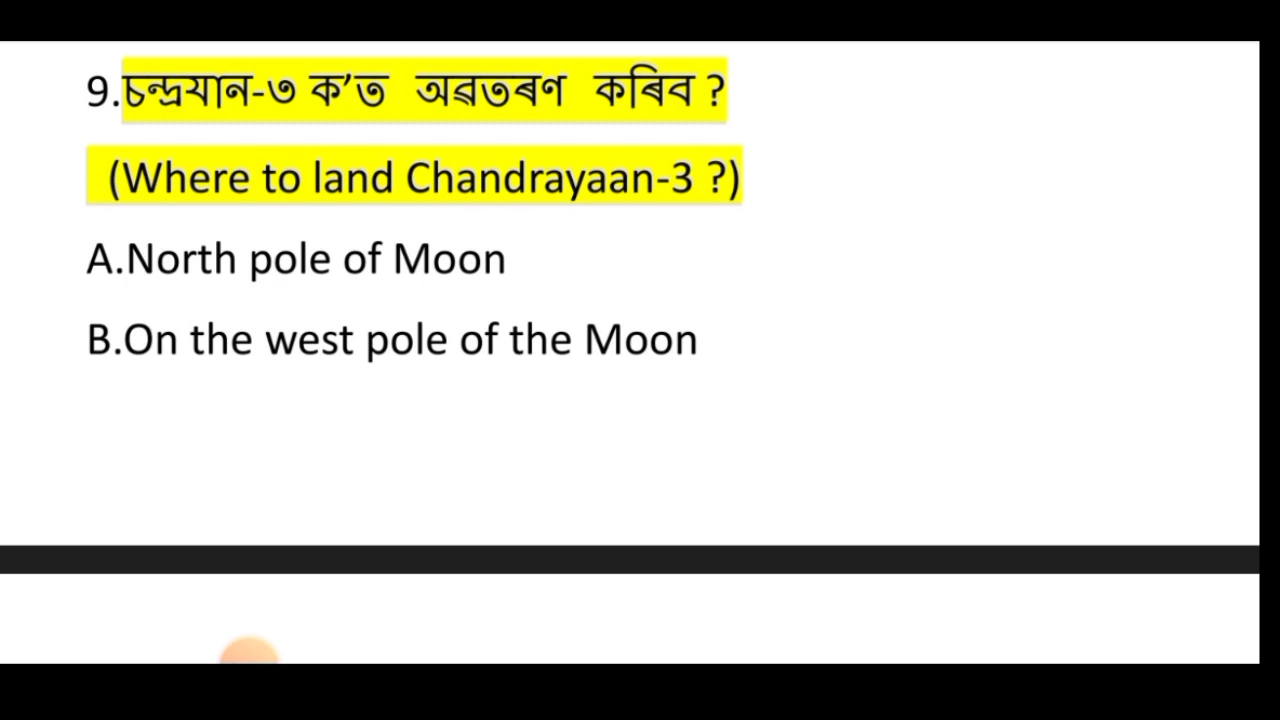 9.চন্দ্ৰযান-৩ ক’ত অৱতৰণ কৰিব ?
(Where to land Chandrayaan-3 ?)
A.North pole of Moon
B.On the west pole of the Moon